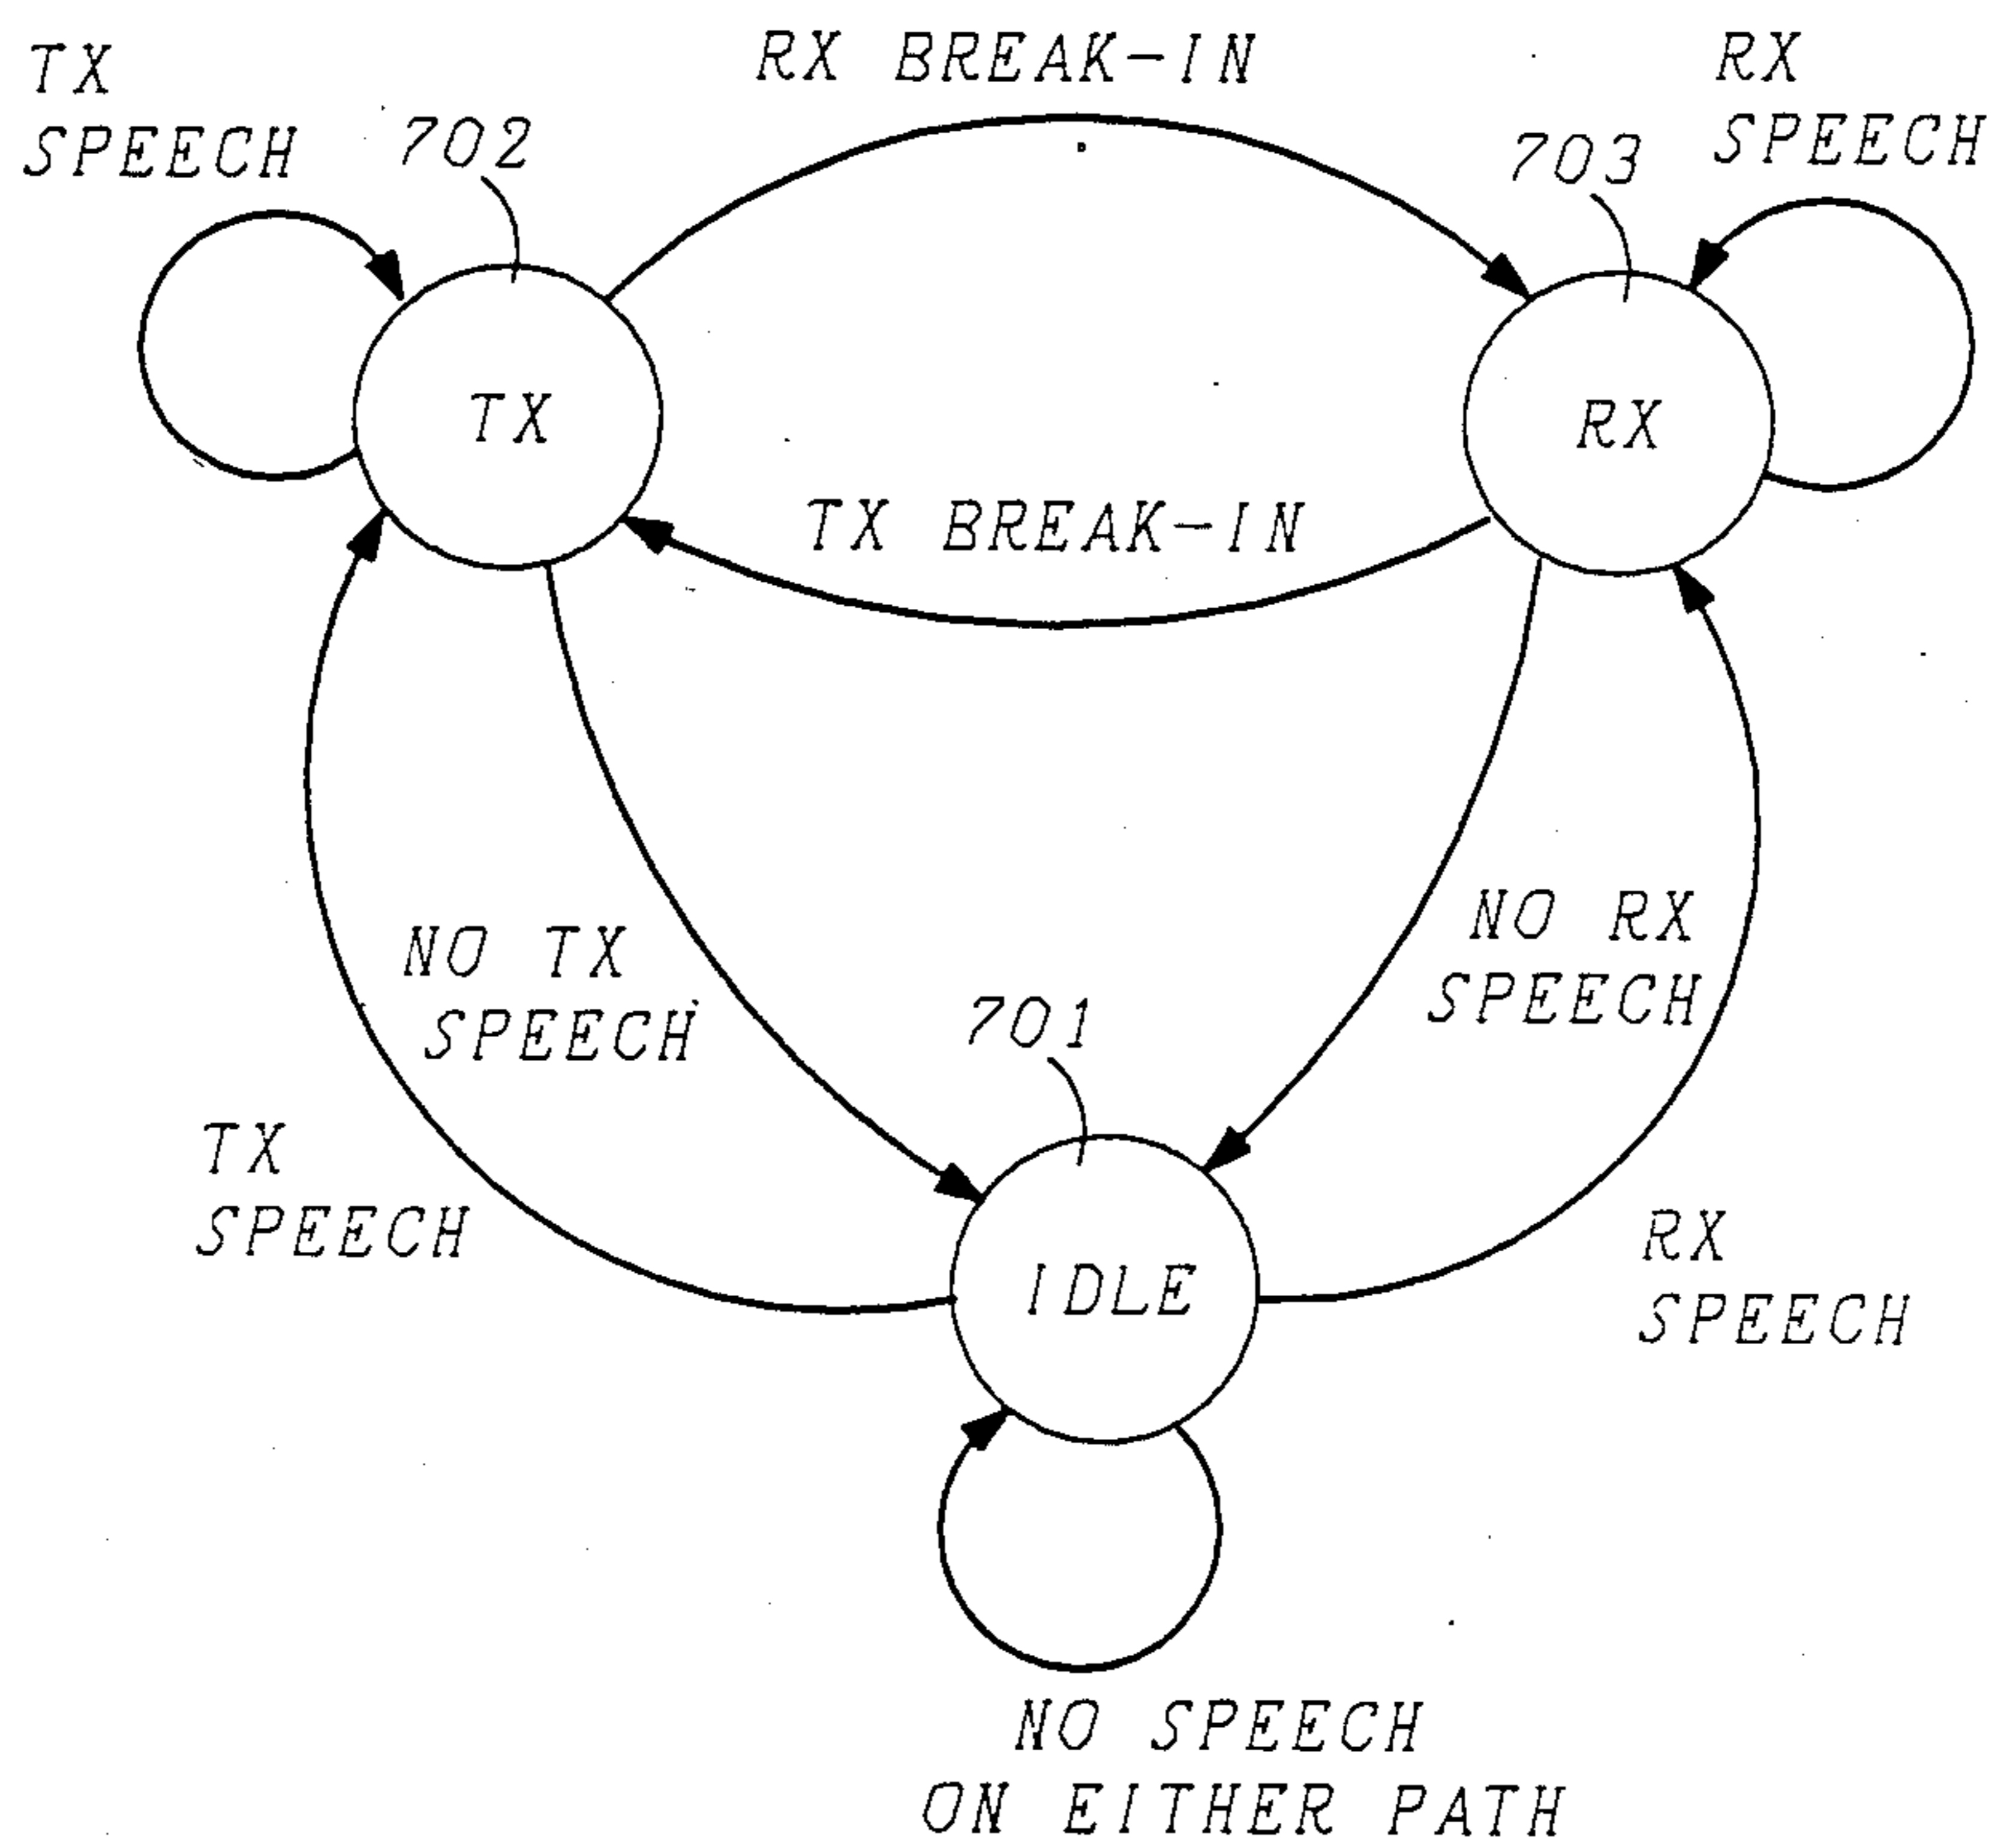 RX BREAK-IN
TX
SPEECH
702
RX
SPEECH
703
TX
RX
TX BREAK-IN
NO TX
SPEECH
NO RX
SPEECH
701
TX
SPEECH
IDLE
RX
SPEECH
NO SPEECH
ON EITHER PATH